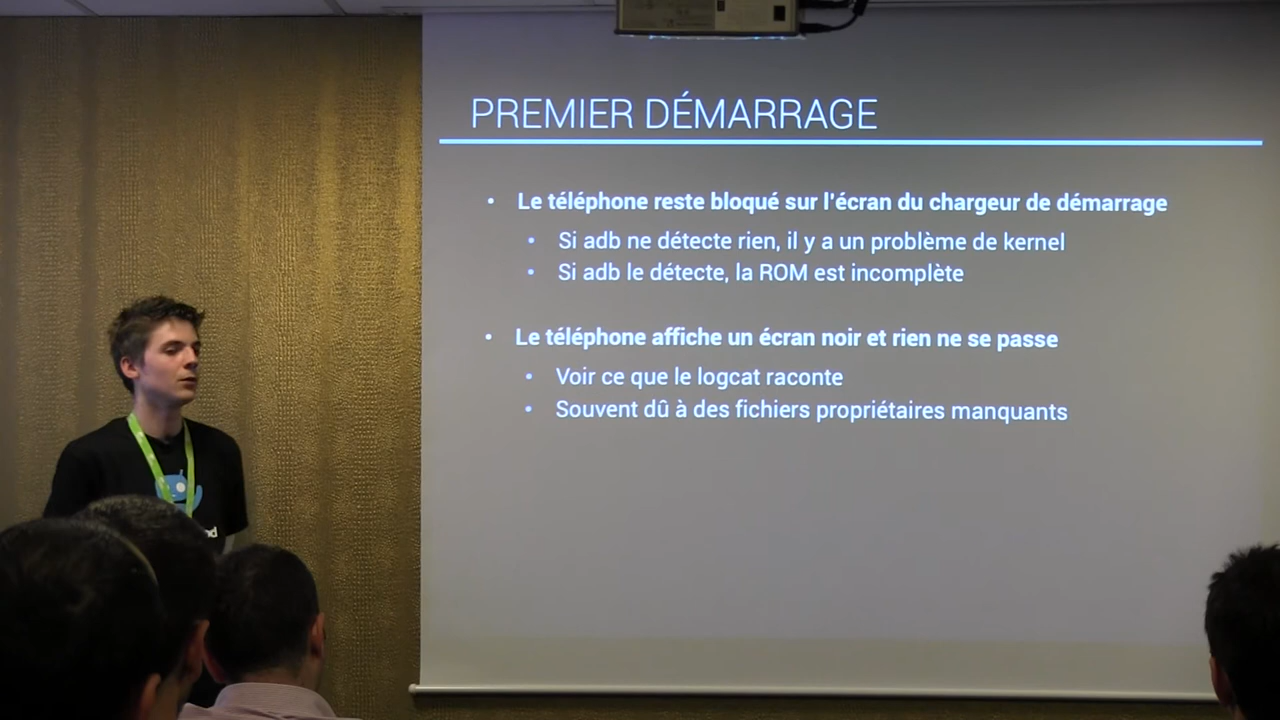 PREMIER DÉMARRAGE
• Le téléphone reste bloqué sur l'écran du chargeur de démarrage
• Si adb ne détecte rien, il y a un problème de kernel
• Si adb le détecte, la ROM est incomplète
• Le téléphone affiche un écran noir et rien ne se passe
• Voir ce que le logcat raconte
• Souvent dû à des fichiers propriétaires manquants